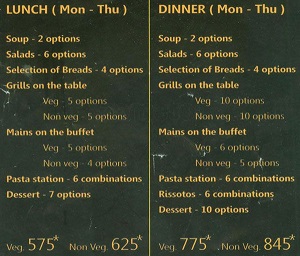 LUNCH ( Mon - Thu )
Soup - 2 options
Salads - 6 options
Selection of Breads - 4 options
Grills on the table
Veg - 5 options
Non veg - 5 options
Mains on the buffet
Veg - 5 options
Non veg - 4 options
Pasta station - 6 combinations
Dessert - 7 options
Veg. 575* Non Veg. 625*
DINNER ( Mon - Thu )
Soup - 2 options
Salads - 6 options
Selection of Breads - 4 options
Grills on the table
Veg - 10 options
Non veg - 10 options
Mains on the buffet
Veg - 6 options
Non veg - 5 options
Pasta station - 6 combinations
Rissotos - 6 combinations
Dessert - 10 options
Veg. 775* . Non Veg. 845*